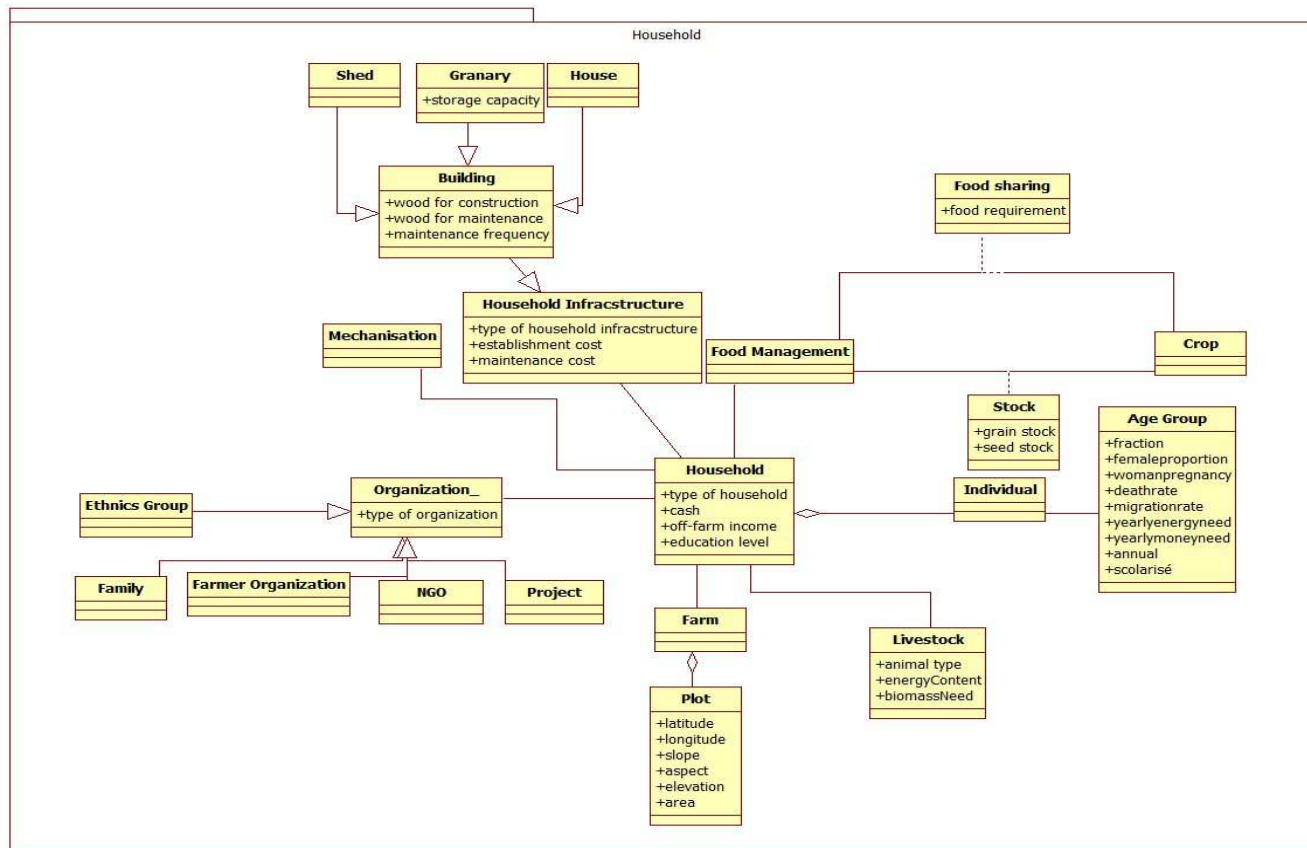 Household
Shed
Granary
+storage capacity
House
Building
+wood for construction
+wood for maintenance
+maintenance frequency
Food sharing
+food requirement
Household Infracstructure
+type of household infracstructure
+establishment cost
+maintenance cost
Mechanisation
Food Management
Crop
Stock
+grain stock
+seed stock
Age Group
+fraction
+femaleproportion
+womanpregnancy
+deathrate
+migrationrate
+yearlyenergyneed
+yearlymoneyneed
+annual
+scolarisé
Household
+type of household
+cash
+off-farm income
+education level
Individual
Organization_
+type of organization
Ethnics Group
Family
Farmer Organization
NGO
Project
Farm
Livestock
+animal type
+energyContent
+biomassNeed
Plot
+latitude
+longitude
+slope
+aspect
+elevation
+area